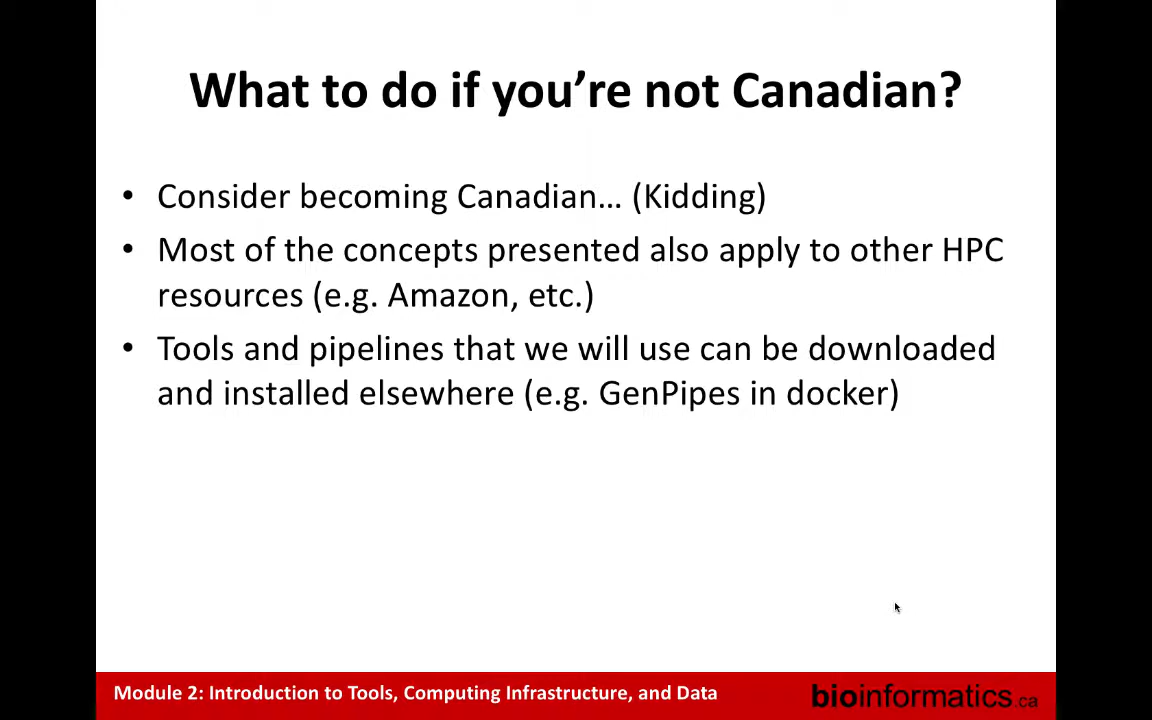 What to do if you’re not Canadian?
• Consider becoming Canadian… (Kidding)
• Most of the concepts presented also apply to other HPC
resources (e.g. Amazon, etc.)
• Tools and pipelines that we will use can be downloaded
and installed elsewhere (e.g. GenPipes in docker)
Module 2: Introduction to Tools, Computing Infrastructure, and Data
bioinformatics.ca